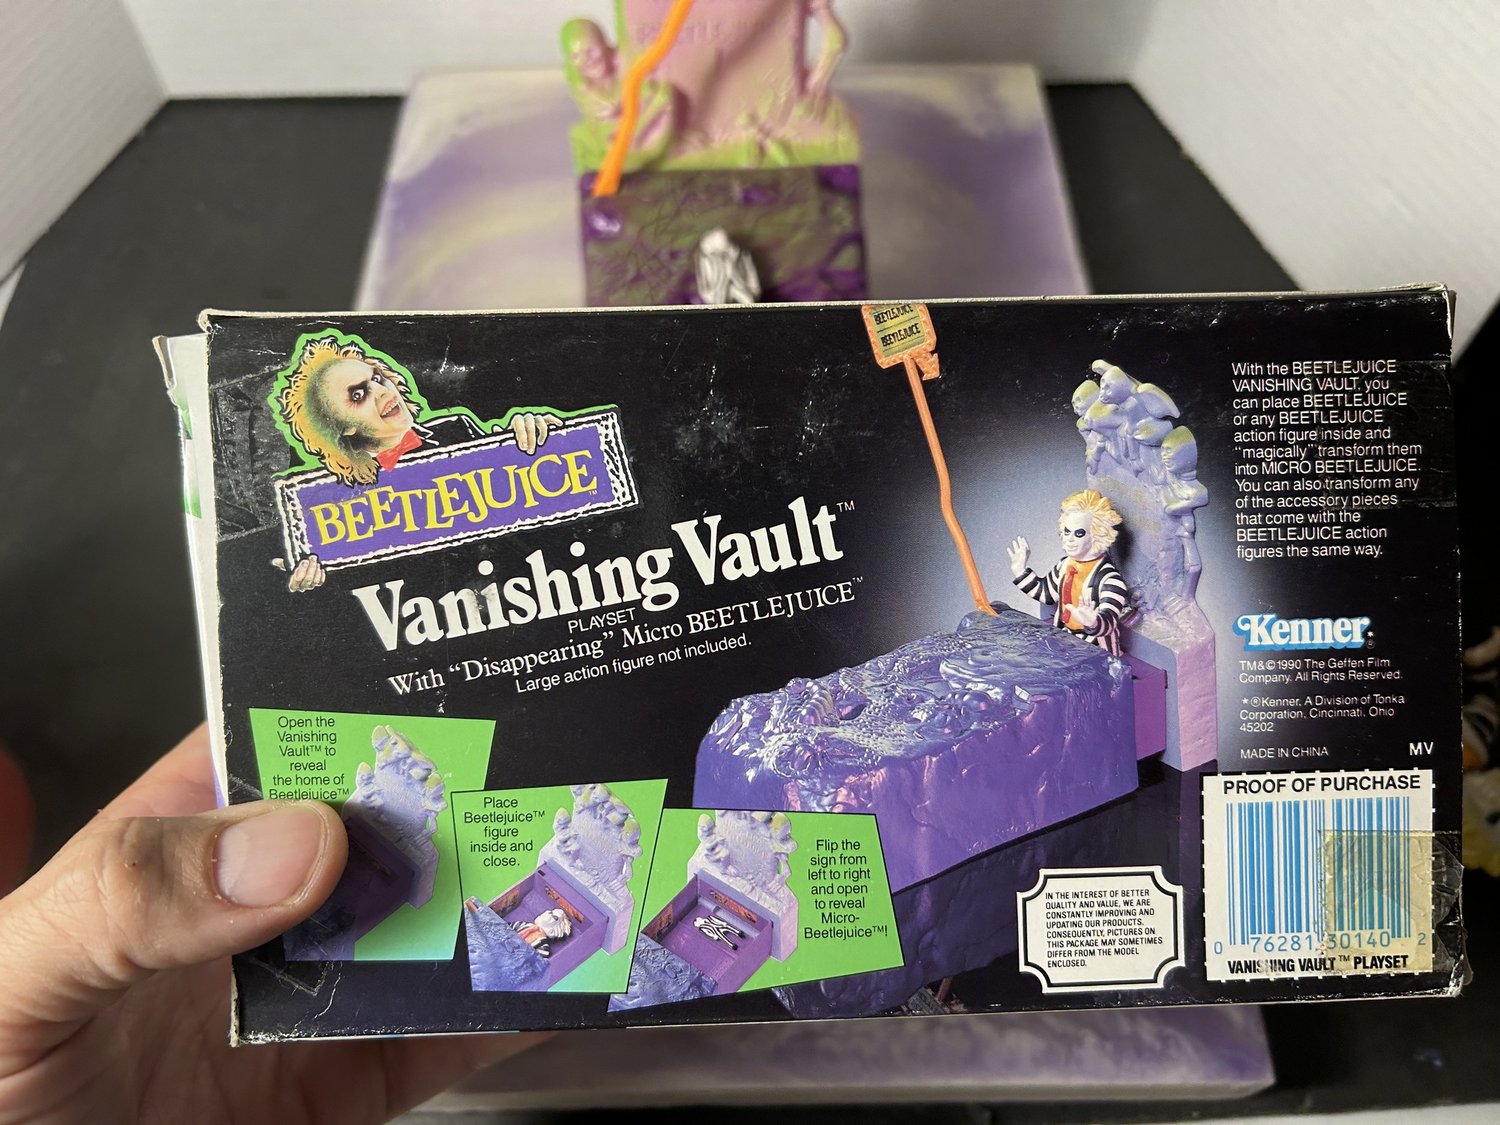 BEETLEJUICE
BEETLEJUICE
BEETLEJUICE™
Vanishing Vault™
PLAYSET
With “Disappearing” Micro BEETLEJUICE™
Large action figure not included.
With the BEETLEJUICE
VANISHING VAULT, you
can place BEETLEJUICE
or any BEETLEJUICE
action figure inside and
“magically” transform them
into MICRO BEETLEJUICE.
You can also transform any
of the accessory pieces
that come with the
BEETLEJUICE action
figures the same way.
Kenner®
TM&©1990 The Geffen Film
Company. All Rights Reserved.
★®Kenner, A Division of Tonka
Corporation, Cincinnati, Ohio
45202
MADE IN CHINA
MV
Open the
Vanishing
Vault™ to
reveal
the home of
Beetlejuice™
Place
Beetlejuice™
figure
inside and
close.
Flip the
sign from
left to right
and open
to reveal
Micro-
Beetlejuice™!
IN THE INTEREST OF BETTER
QUALITY AND VALUE, WE ARE
CONSTANTLY IMPROVING AND
UPDATING OUR PRODUCTS.
CONSEQUENTLY, PICTURES ON
THIS PACKAGE MAY SOMETIMES
DIFFER FROM THE MODEL
ENCLOSED.
PROOF OF PURCHASE
0 76281 30140 2
VANISHING VAULT™ PLAYSET